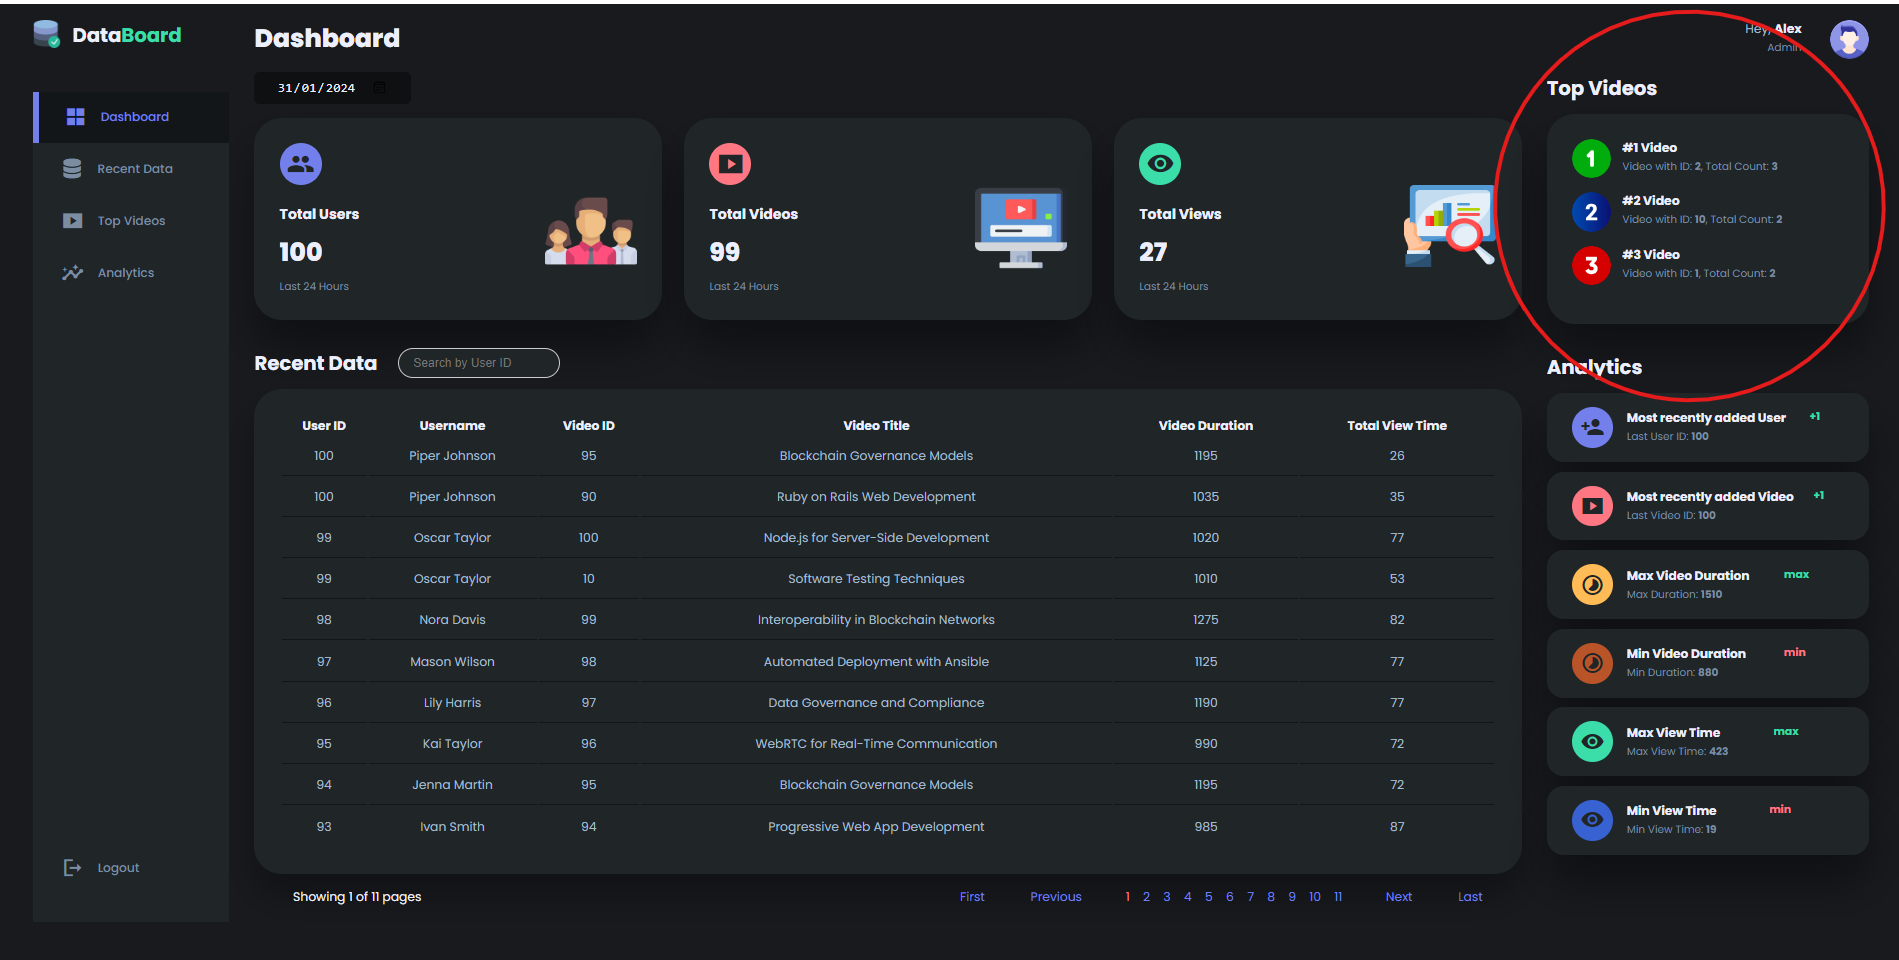 DataBoard
Dashboard
Recent Data
Top Videos
Analytics
Logout
Dashboard
31/01/2024
Hey, Alex
Admin
Total Users
100
Last 24 Hours
Total Videos
99
Last 24 Hours
Total Views
27
Last 24 Hours
Top Videos
1
#1 Video
Video with ID: 2, Total Count: 3
2
#2 Video
Video with ID: 10, Total Count: 2
3
#3 Video
Video with ID: 1, Total Count: 2
Recent Data Search by User ID
User ID Username Video ID Video Title Video Duration Total View Time
100 Piper Johnson 95 Blockchain Governance Models 1195 26
100 Piper Johnson 90 Ruby on Rails Web Development 1035 35
99 Oscar Taylor 100 Node.js for Server-Side Development 1020 77
99 Oscar Taylor 10 Software Testing Techniques 1010 53
98 Nora Davis 99 Interoperability in Blockchain Networks 1275 82
97 Mason Wilson 98 Automated Deployment with Ansible 1125 77
96 Lily Harris 97 Data Governance and Compliance 1190 77
95 Kai Taylor 96 WebRTC for Real-Time Communication 990 72
94 Jenna Martin 95 Blockchain Governance Models 1195 72
93 Ivan Smith 94 Progressive Web App Development 985 87
Showing 1 of 11 pages First Previous 1 2 3 4 5 6 7 8 9 10 11 Next Last
Analytics
Most recently added User +1
Last User ID: 100
Most recently added Video +1
Last Video ID: 100
Max Video Duration max
Max Duration: 1510
Min Video Duration min
Min Duration: 880
Max View Time max
Max View Time: 423
Min View Time min
Min View Time: 19